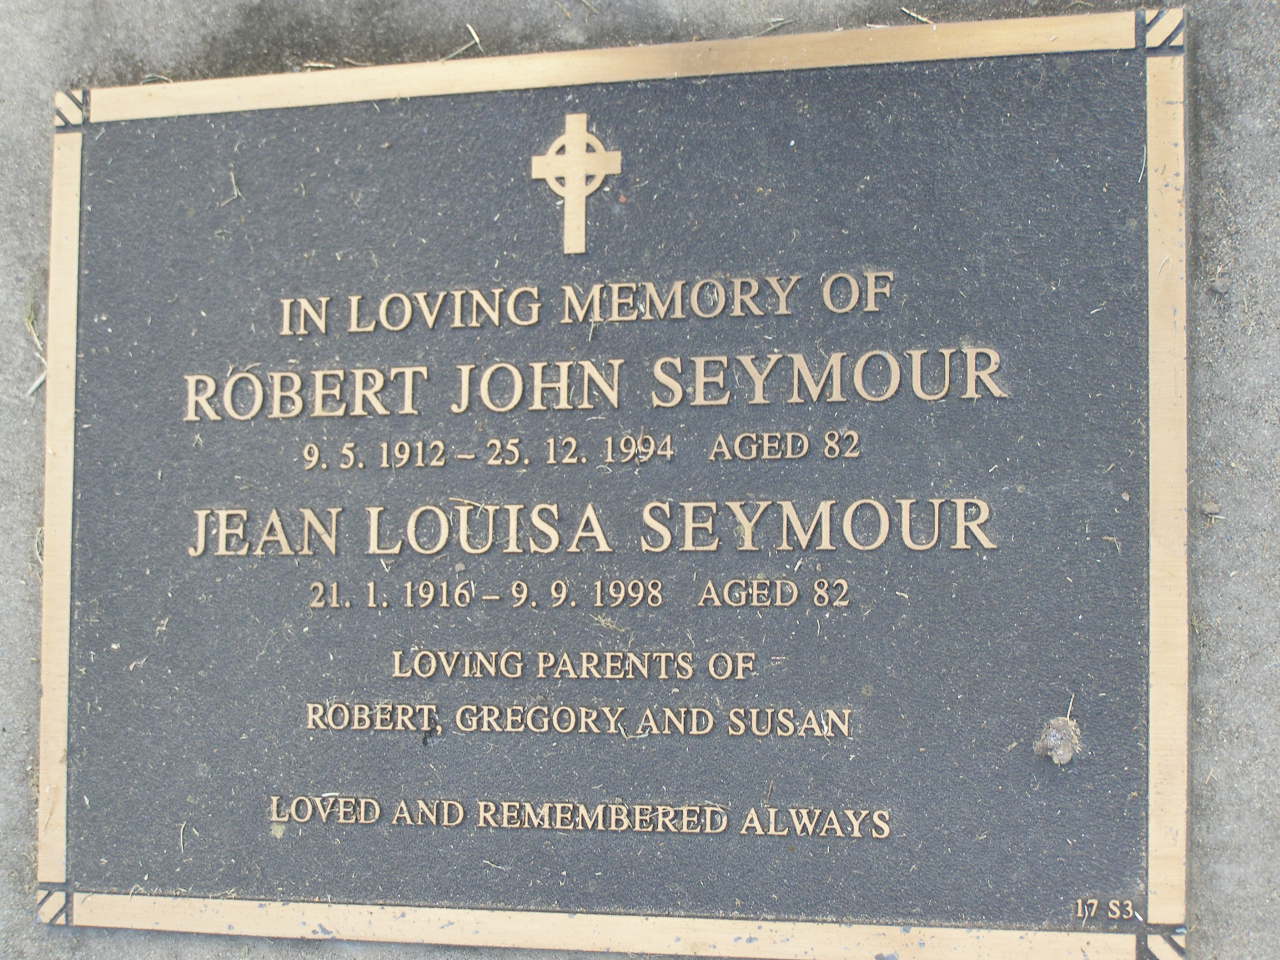 IN LOVING MEMORY OF
ROBERT JOHN SEYMOUR
9. 5. 1912 – 25. 12. 1994 AGED 82
JEAN LOUISA SEYMOUR
21. 1. 1916 – 9. 9. 1998 AGED 82
LOVING PARENTS OF
ROBERT, GREGORY AND SUSAN
LOVED AND REMEMBERED ALWAYS
17 S3